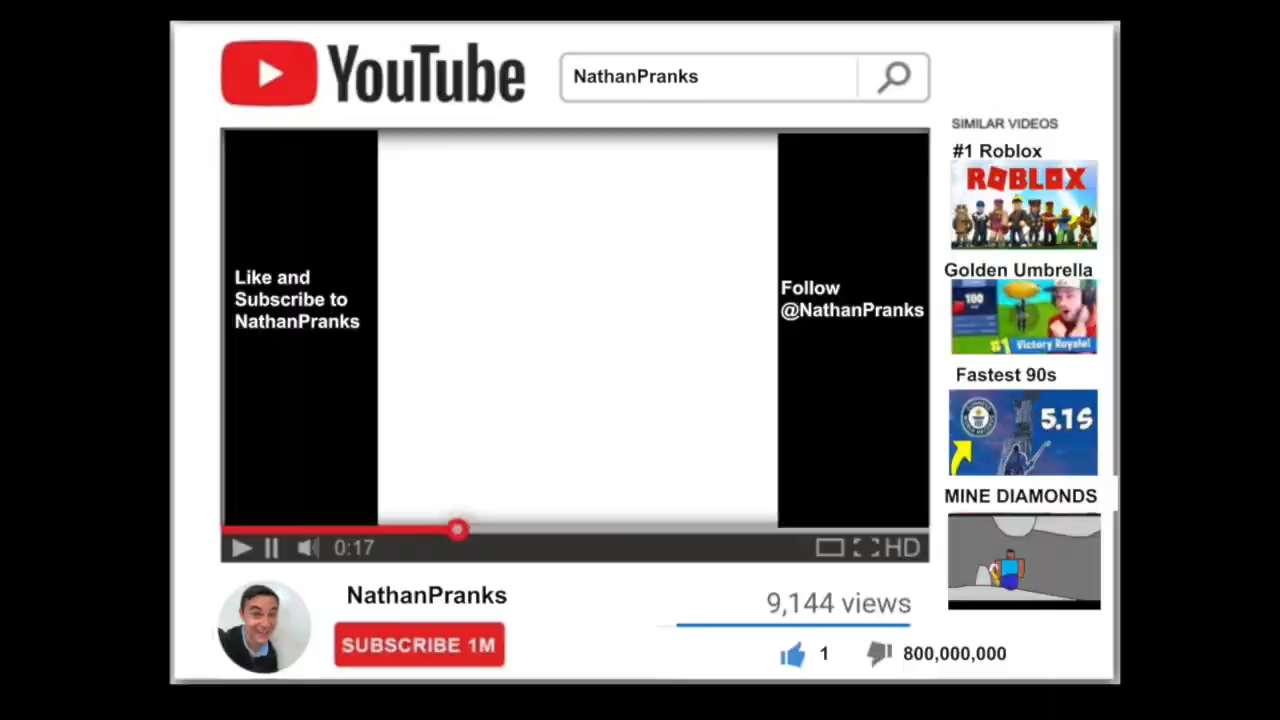 YouTube
NathanPranks
SIMILAR VIDEOS
#1 Roblox
ROBLOX
Like and
Subscribe to
NathanPranks
Follow
@NathanPranks
Golden Umbrella
100
#1 Victory Royale!
Fastest 90s
5.1s
MINE DIAMONDS
0:17
HD
NathanPranks
SUBSCRIBE 1M
9,144 views
1
800,000,000